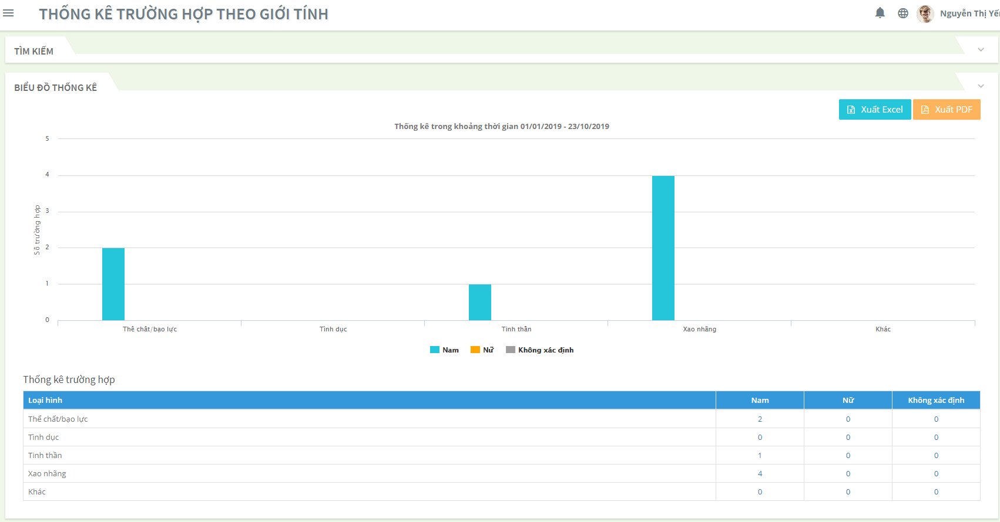 THỐNG KÊ TRƯỜNG HỢP THEO GIỚI TÍNH
Nguyễn Thị Yến
TÌM KIẾM
BIỂU ĐỒ THỐNG KÊ
Xuất Excel
Xuất PDF
Thống kê trong khoảng thời gian 01/01/2019 - 23/10/2019
Số trường hợp
5
4
3
2
1
0
Thể chất/bạo lực
Tình dục
Tinh thần
Xao nhãng
Khác
Nam
Nữ
Không xác định
Thống kê trường hợp
Loại hình Nam Nữ Không xác định
Thể chất/bạo lực 2 0 0
Tình dục 0 0 0
Tinh thần 1 0 0
Xao nhãng 4 0 0
Khác 0 0 0